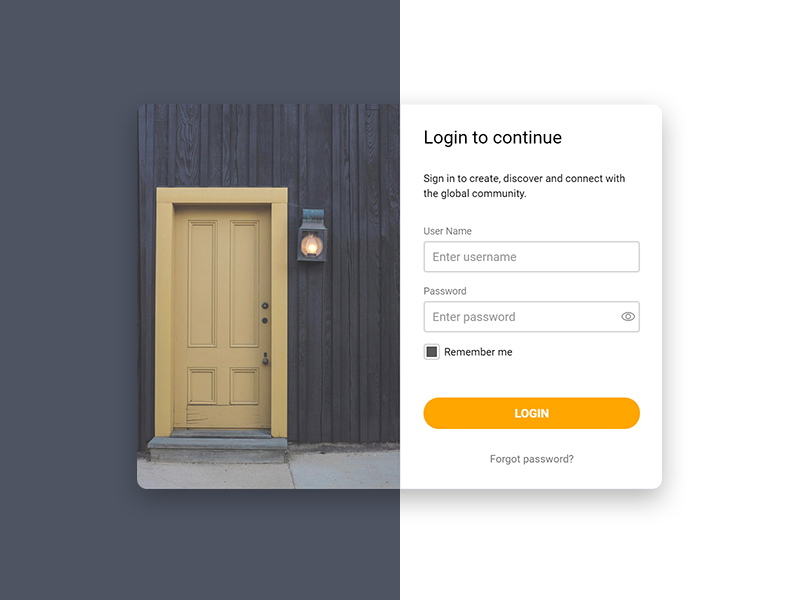 Login to continue
Sign in to create, discover and connect with
the global community.
User Name
Enter username
Password
Enter password
Remember me
LOGIN
Forgot password?